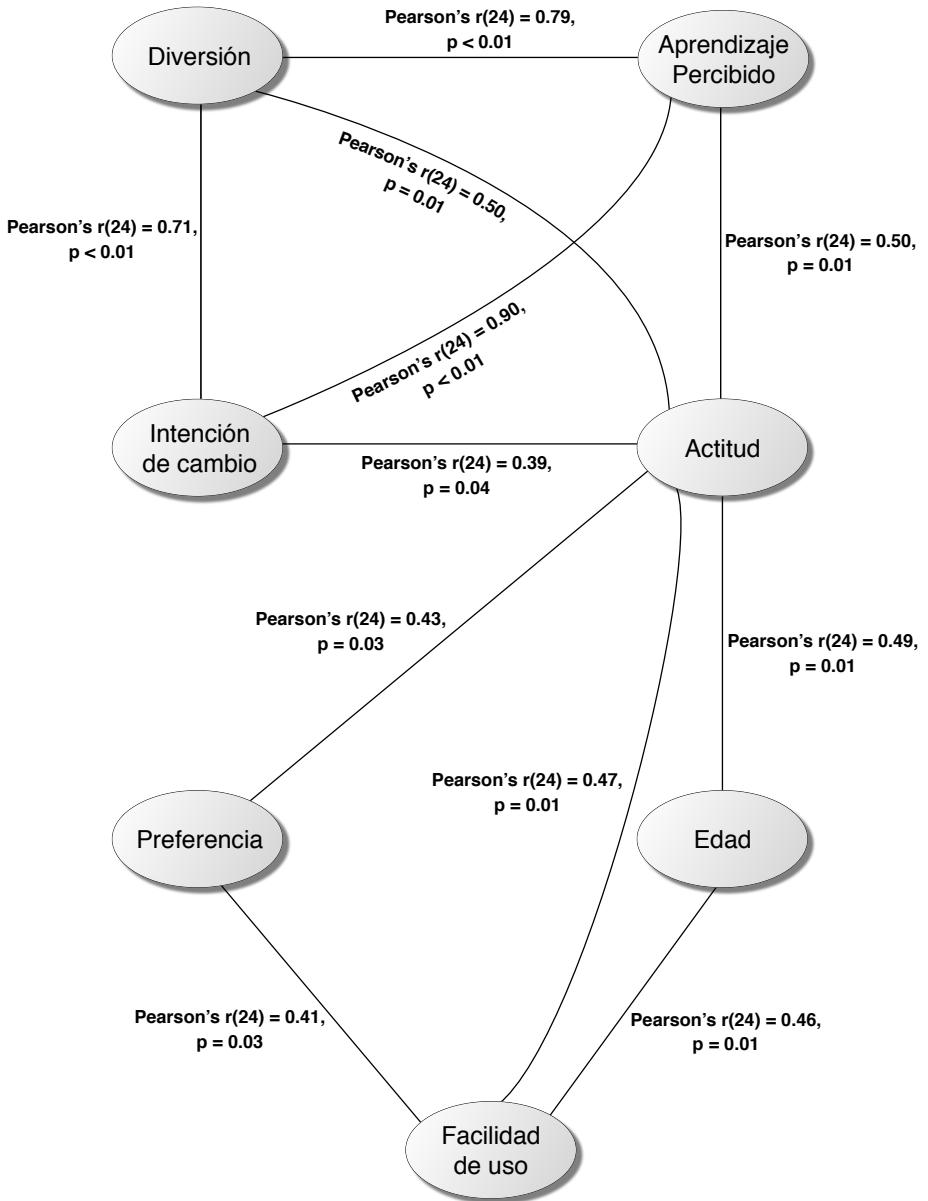 Pearson's r(24) = 0.79,
p < 0.01
Diversión
Aprendizaje
Percibido
Pearson's r(24) = 0.50,
p = 0.01
Pearson's r(24) = 0.71,
p < 0.01
Pearson's r(24) = 0.50,
p = 0.01
Pearson's r(24) = 0.90,
p < 0.01
Intención
de cambio
Actitud
Pearson's r(24) = 0.39,
p = 0.04
Pearson's r(24) = 0.43,
p = 0.03
Pearson's r(24) = 0.49,
p = 0.01
Pearson's r(24) = 0.47,
p = 0.01
Preferencia
Edad
Pearson's r(24) = 0.41,
p = 0.03
Pearson's r(24) = 0.46,
p = 0.01
Facilidad
de uso